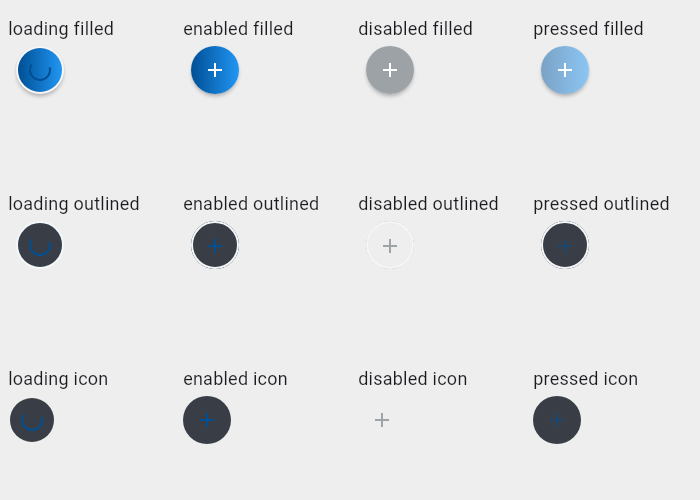 loading filled enabled filled disabled filled pressed filled
loading outlined enabled outlined disabled outlined pressed outlined
loading icon enabled icon disabled icon pressed icon